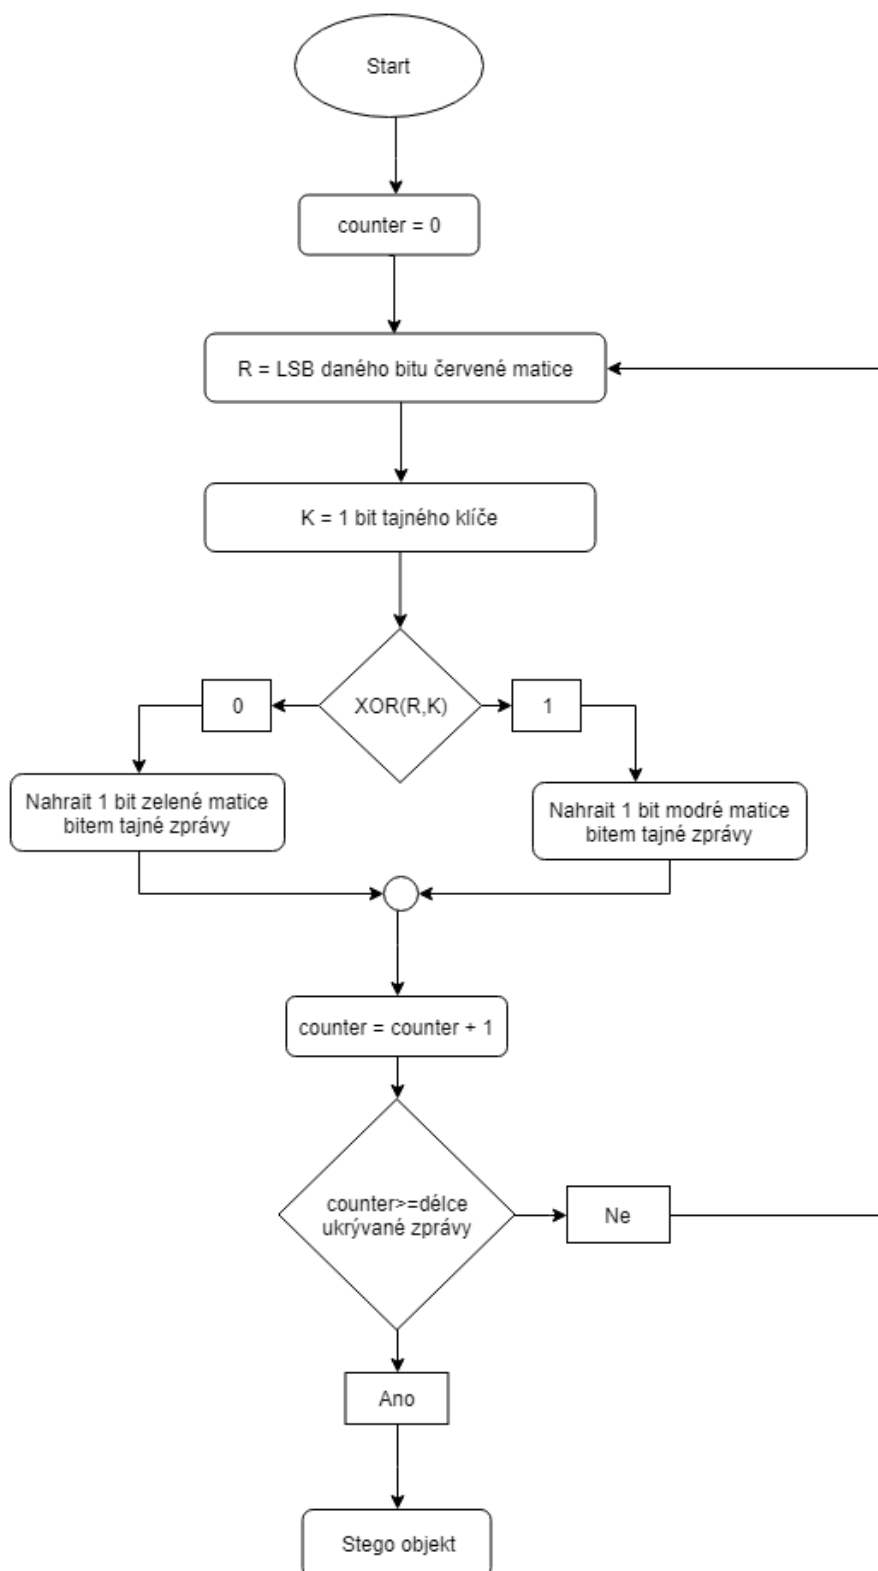 Start
counter = 0
R = LSB daného bitu červené matice
K = 1 bit tajného klíče
XOR(R,K)
0
1
Nahrait 1 bit zelené matice
bitem tajné zprávy
Nahrait 1 bit modré matice
bitem tajné zprávy
counter = counter + 1
counter>=délce
ukrývané zprávy
Ne
Ano
Stego objekt